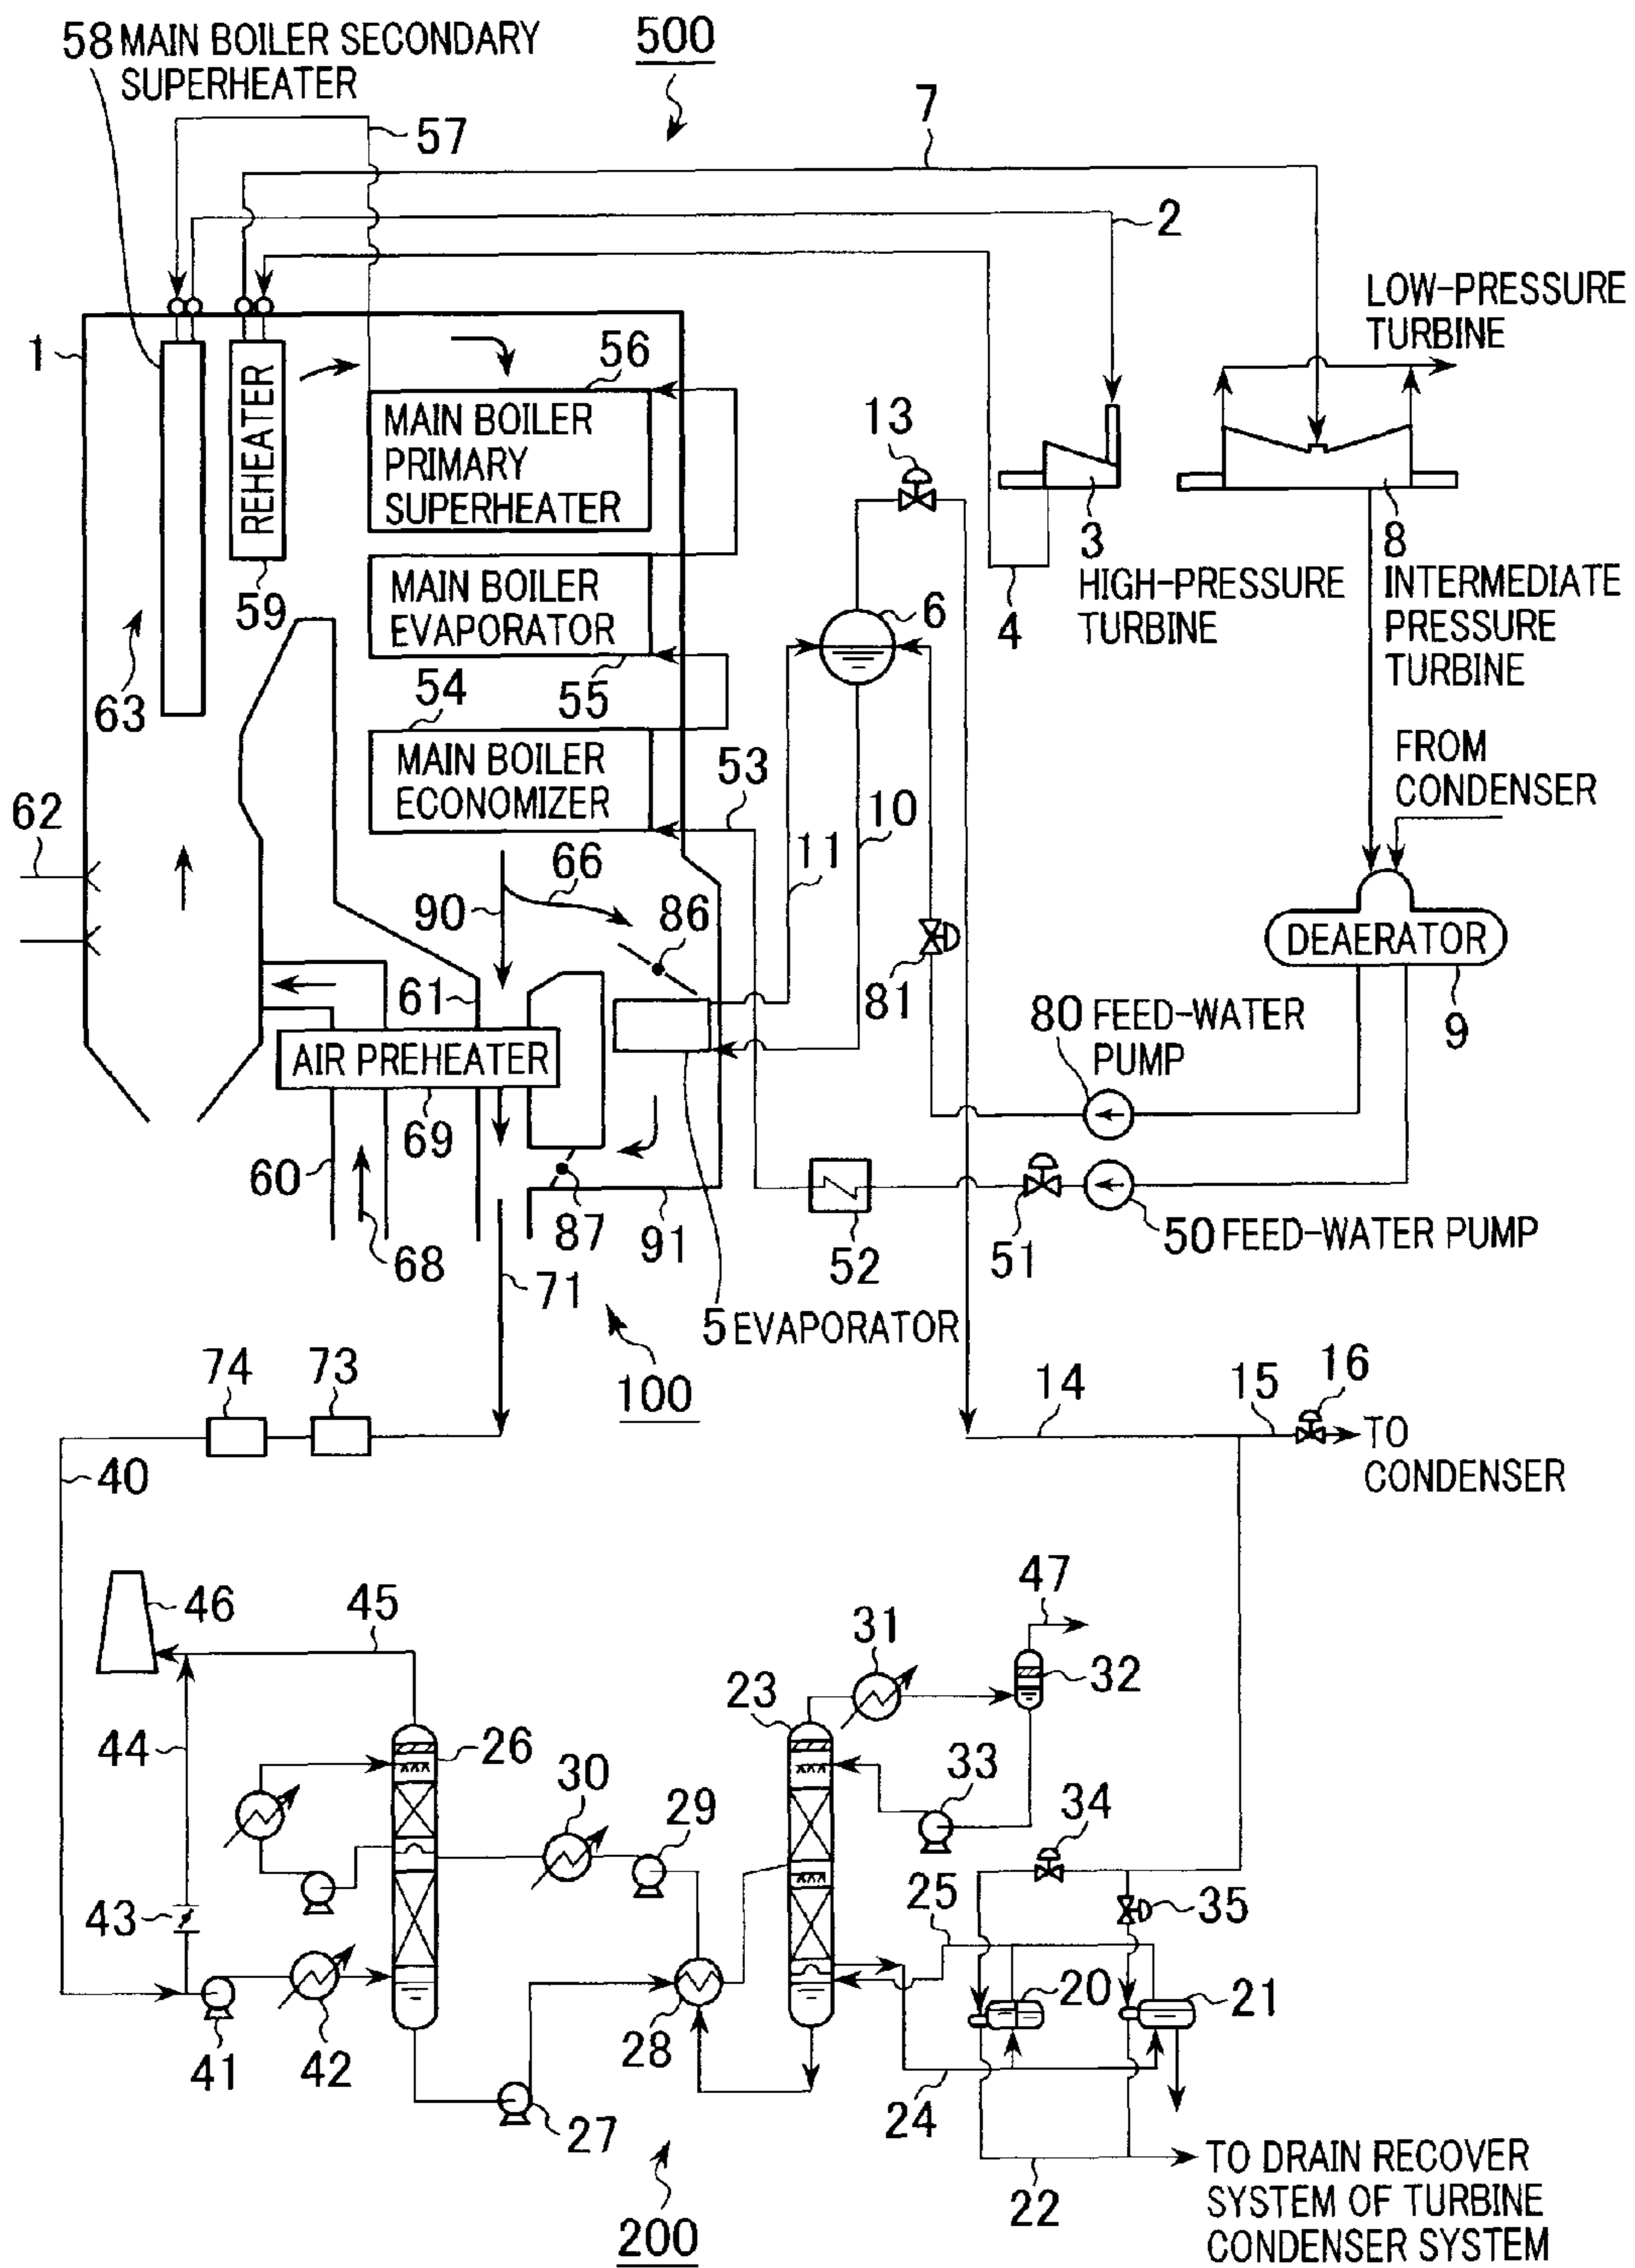 500
58 MAIN BOILER SECONDARY
SUPERHEATER
57
7
2
LOW-PRESSURE
TURBINE
1
56
REHEATER
MAIN BOILER
PRIMARY
SUPERHEATER
13
3
HIGH-PRESSURE
TURBINE
8
INTERMEDIATE
PRESSURE
TURBINE
59
MAIN BOILER
EVAPORATOR
6
4
63
54
55
MAIN BOILER
ECONOMIZER
53
10
11
FROM
CONDENSER
62
66
90
86
DEAERATOR
61
81
80 FEED-WATER
PUMP
9
AIR PREHEATER
69
60
68
87
91
52
51
50 FEED-WATER PUMP
71
5 EVAPORATOR
100
74
73
14
15
16
TO
CONDENSER
40
46
45
47
31
23
32
44
26
30
29
33
34
25
35
43
20
21
28
41
42
24
27
22
TO DRAIN RECOVER
SYSTEM OF TURBINE
CONDENSER SYSTEM
200